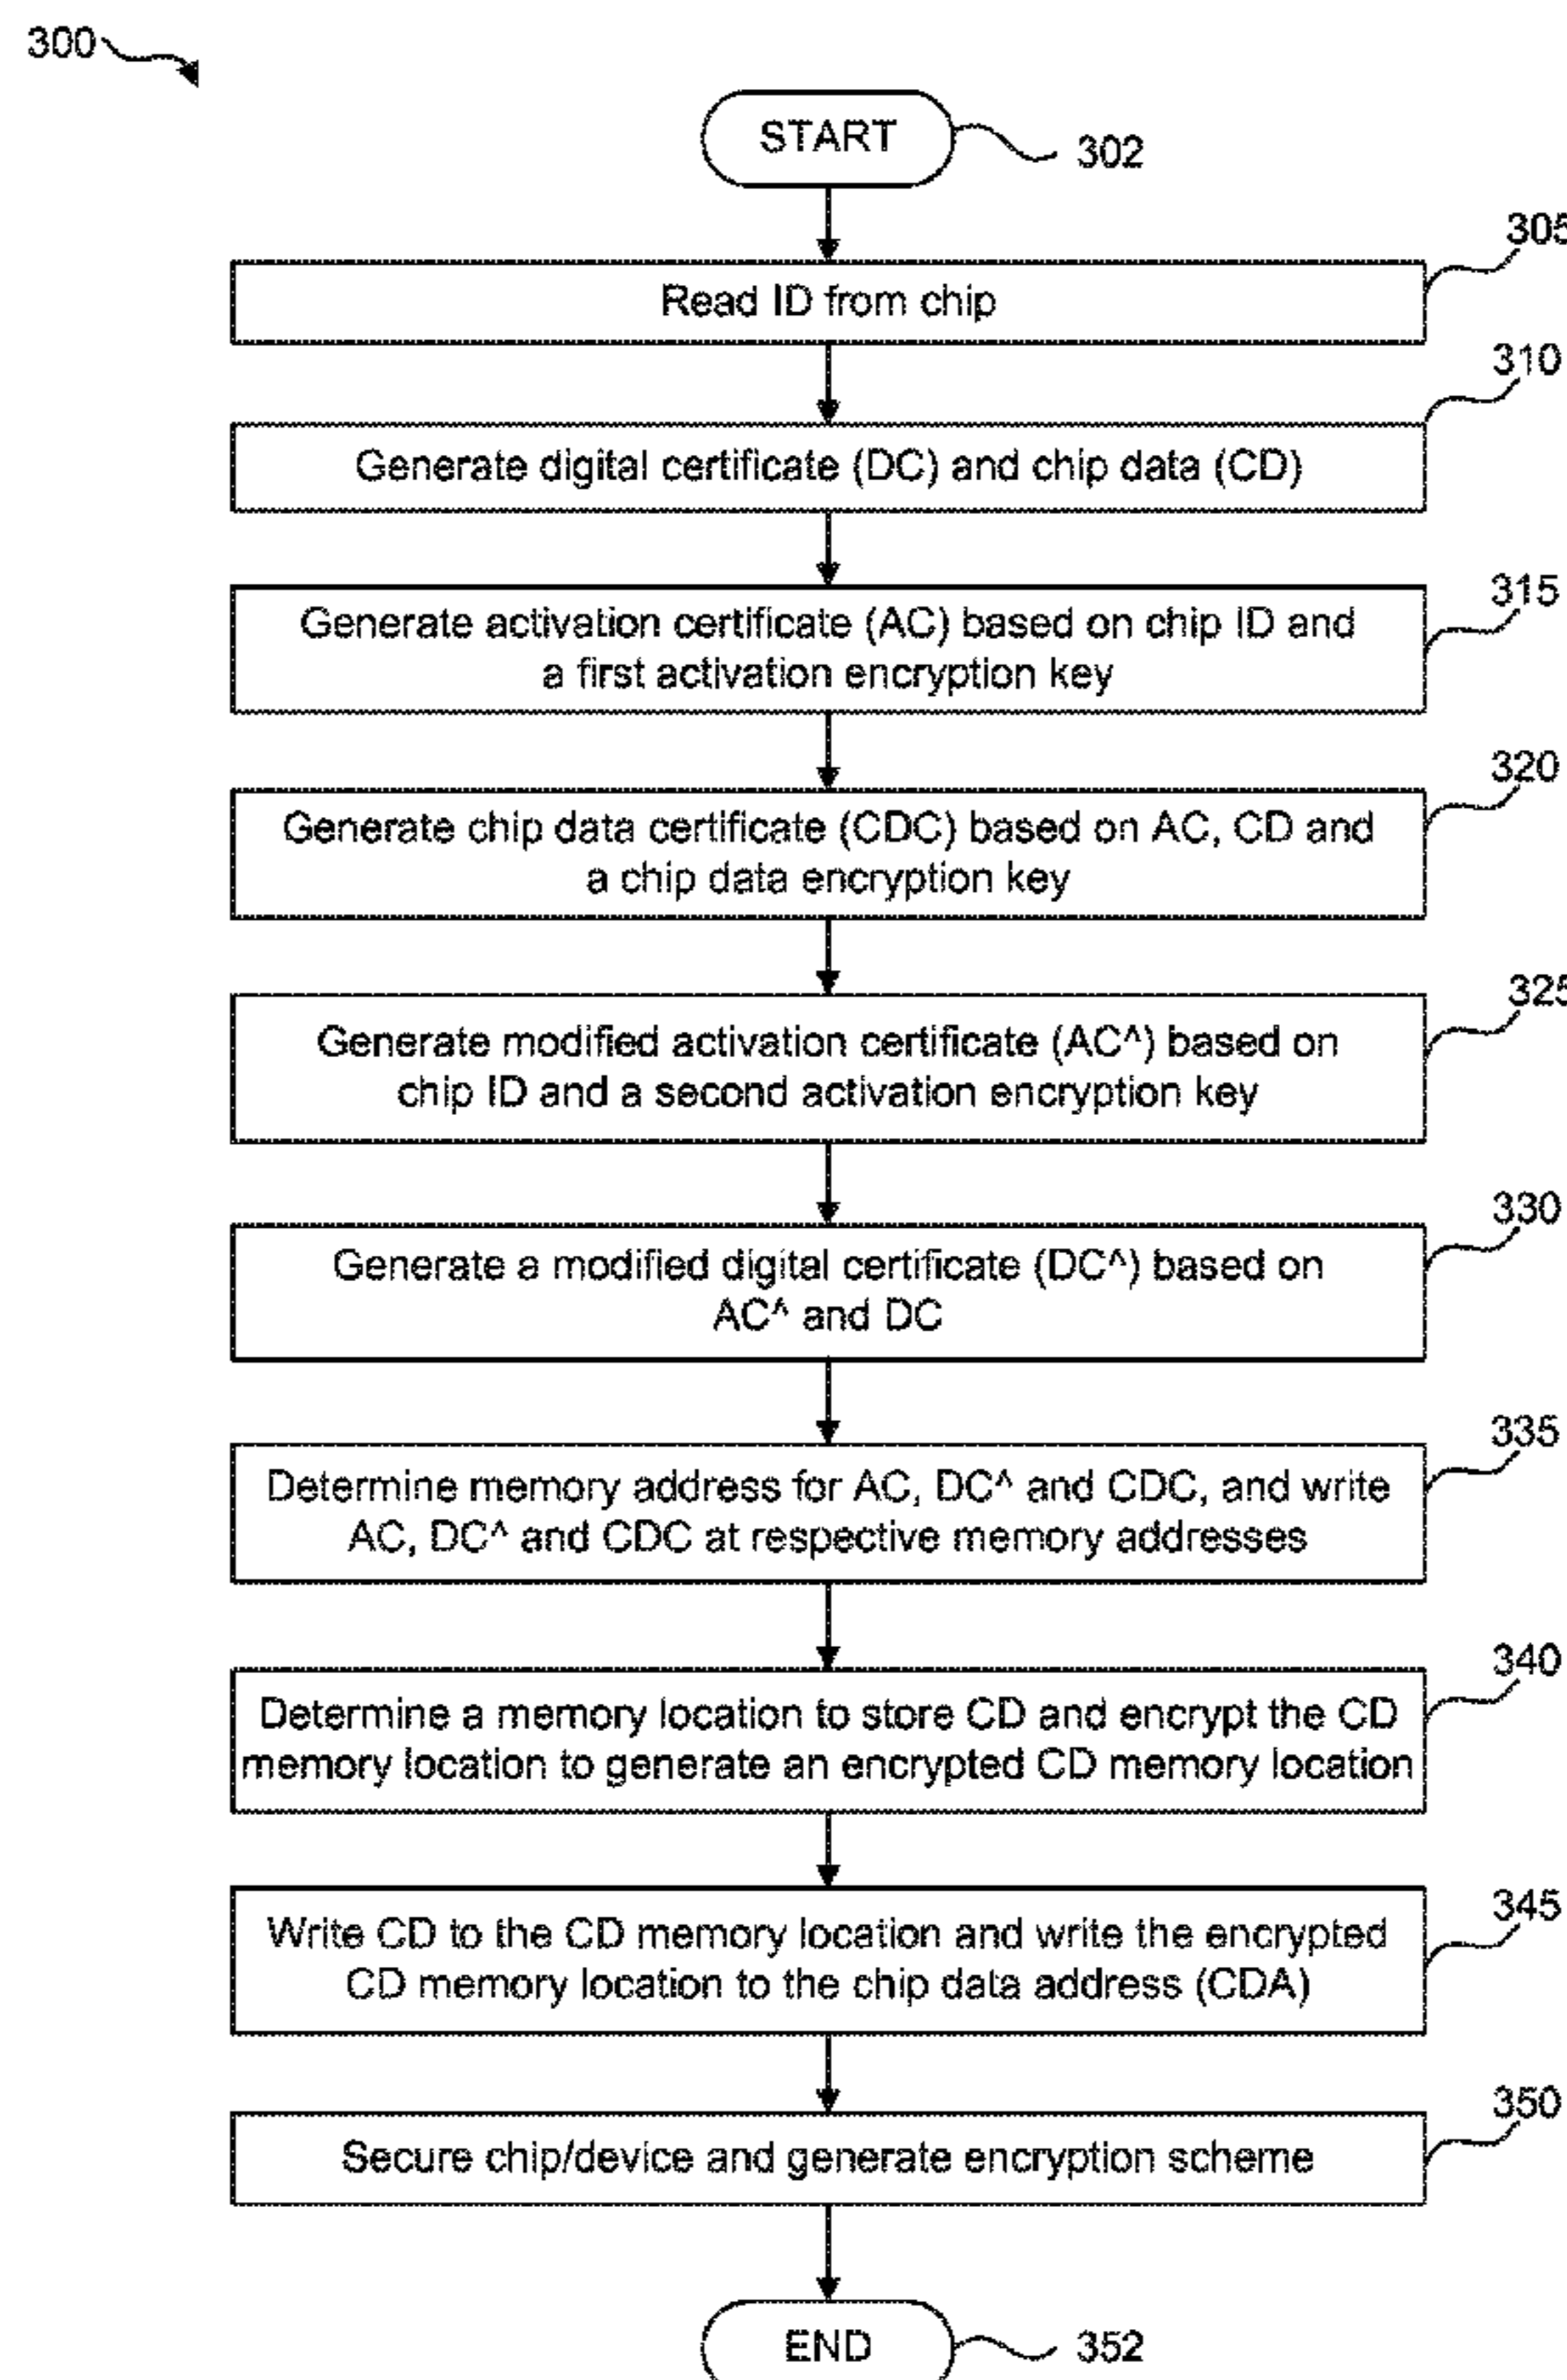 300
START
302
305
Read ID from chip
310
Generate digital certificate (DC) and chip data (CD)
315
Generate activation certificate (AC) based on chip ID and
a first activation encryption key
320
Generate chip data certificate (CDC) based on AC, CD and
a chip data encryption key
325
Generate modified activation certificate (AC^) based on
chip ID and a second activation encryption key
330
Generate a modified digital certificate (DC^) based on
AC^ and DC
335
Determine memory address for AC, DC^ and CDC, and write
AC, DC^ and CDC at respective memory addresses
340
Determine a memory location to store CD and encrypt the CD
memory location to generate an encrypted CD memory location
345
Write CD to the CD memory location and write the encrypted
CD memory location to the chip data address (CDA)
350
Secure chip/device and generate encryption scheme
END
352